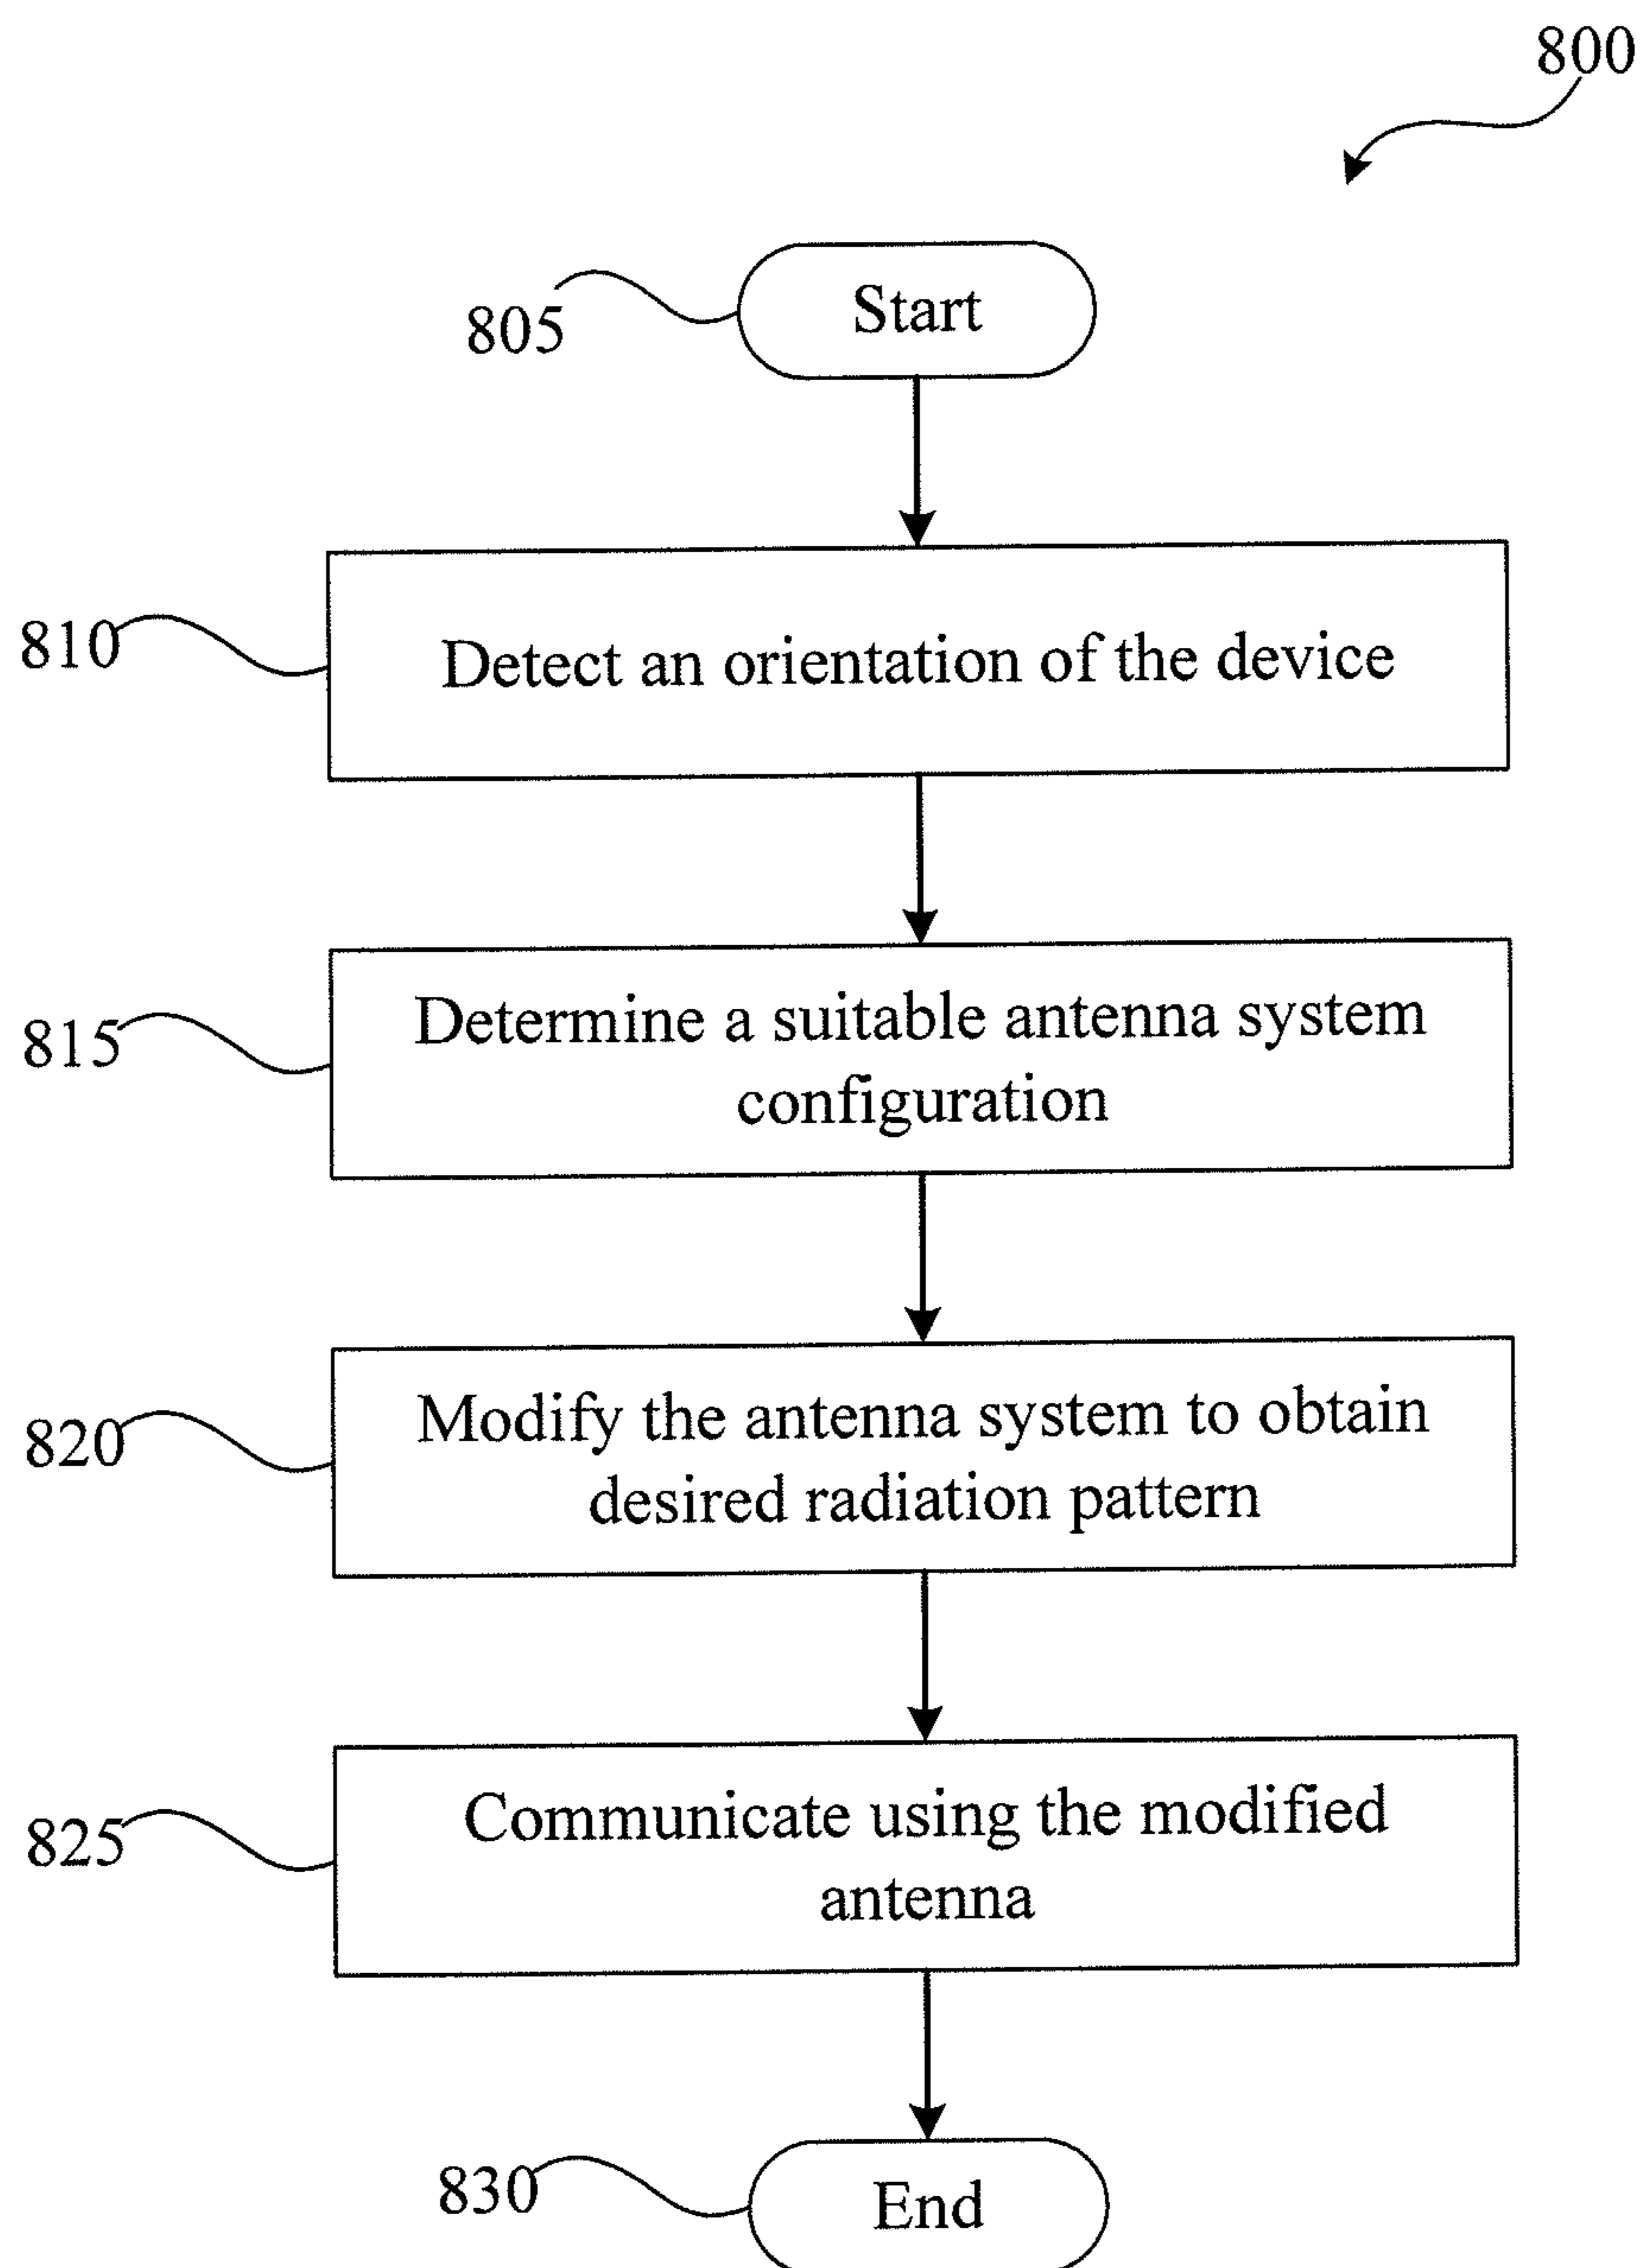 800
805
Start
810
Detect an orientation of the device
815
Determine a suitable antenna system
configuration
820
Modify the antenna system to obtain
desired radiation pattern
825
Communicate using the modified
antenna
830
End